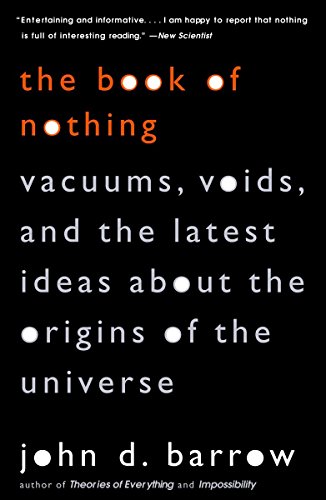 "Entertaining and informative. . . . I am happy to report that nothing
is full of interesting reading." —New Scientist
the book of
nothing
vacuums, voids,
and the latest
ideas about the
origins of the
universe
john d. barrow
author of Theories of Everything and Impossibility